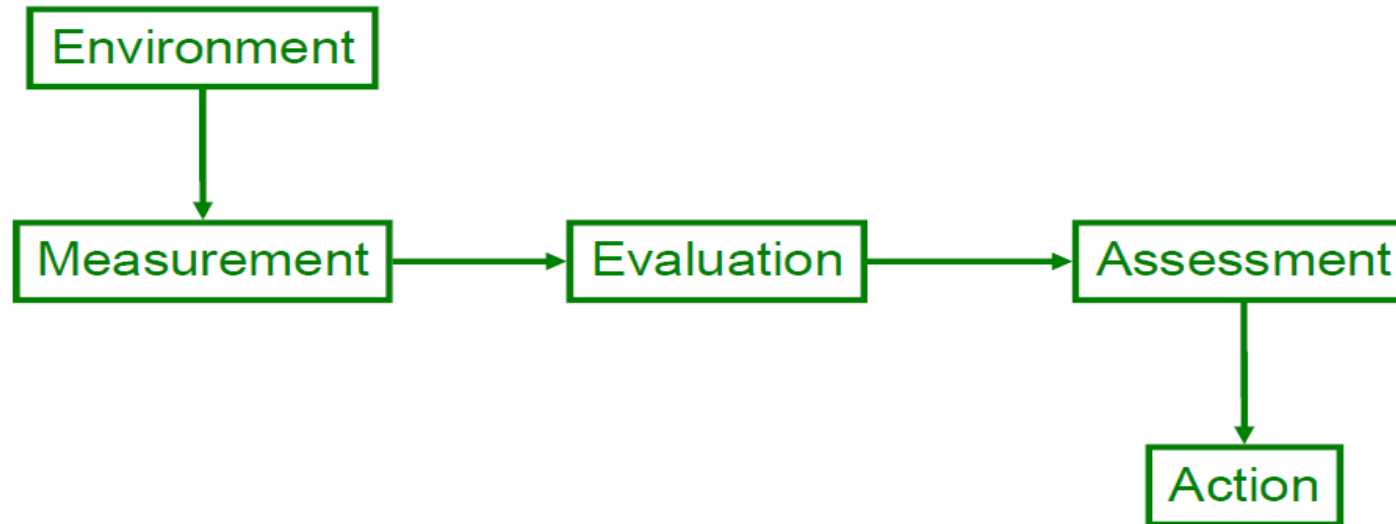 Environment
Measurement
Evaluation
Assessment
Action